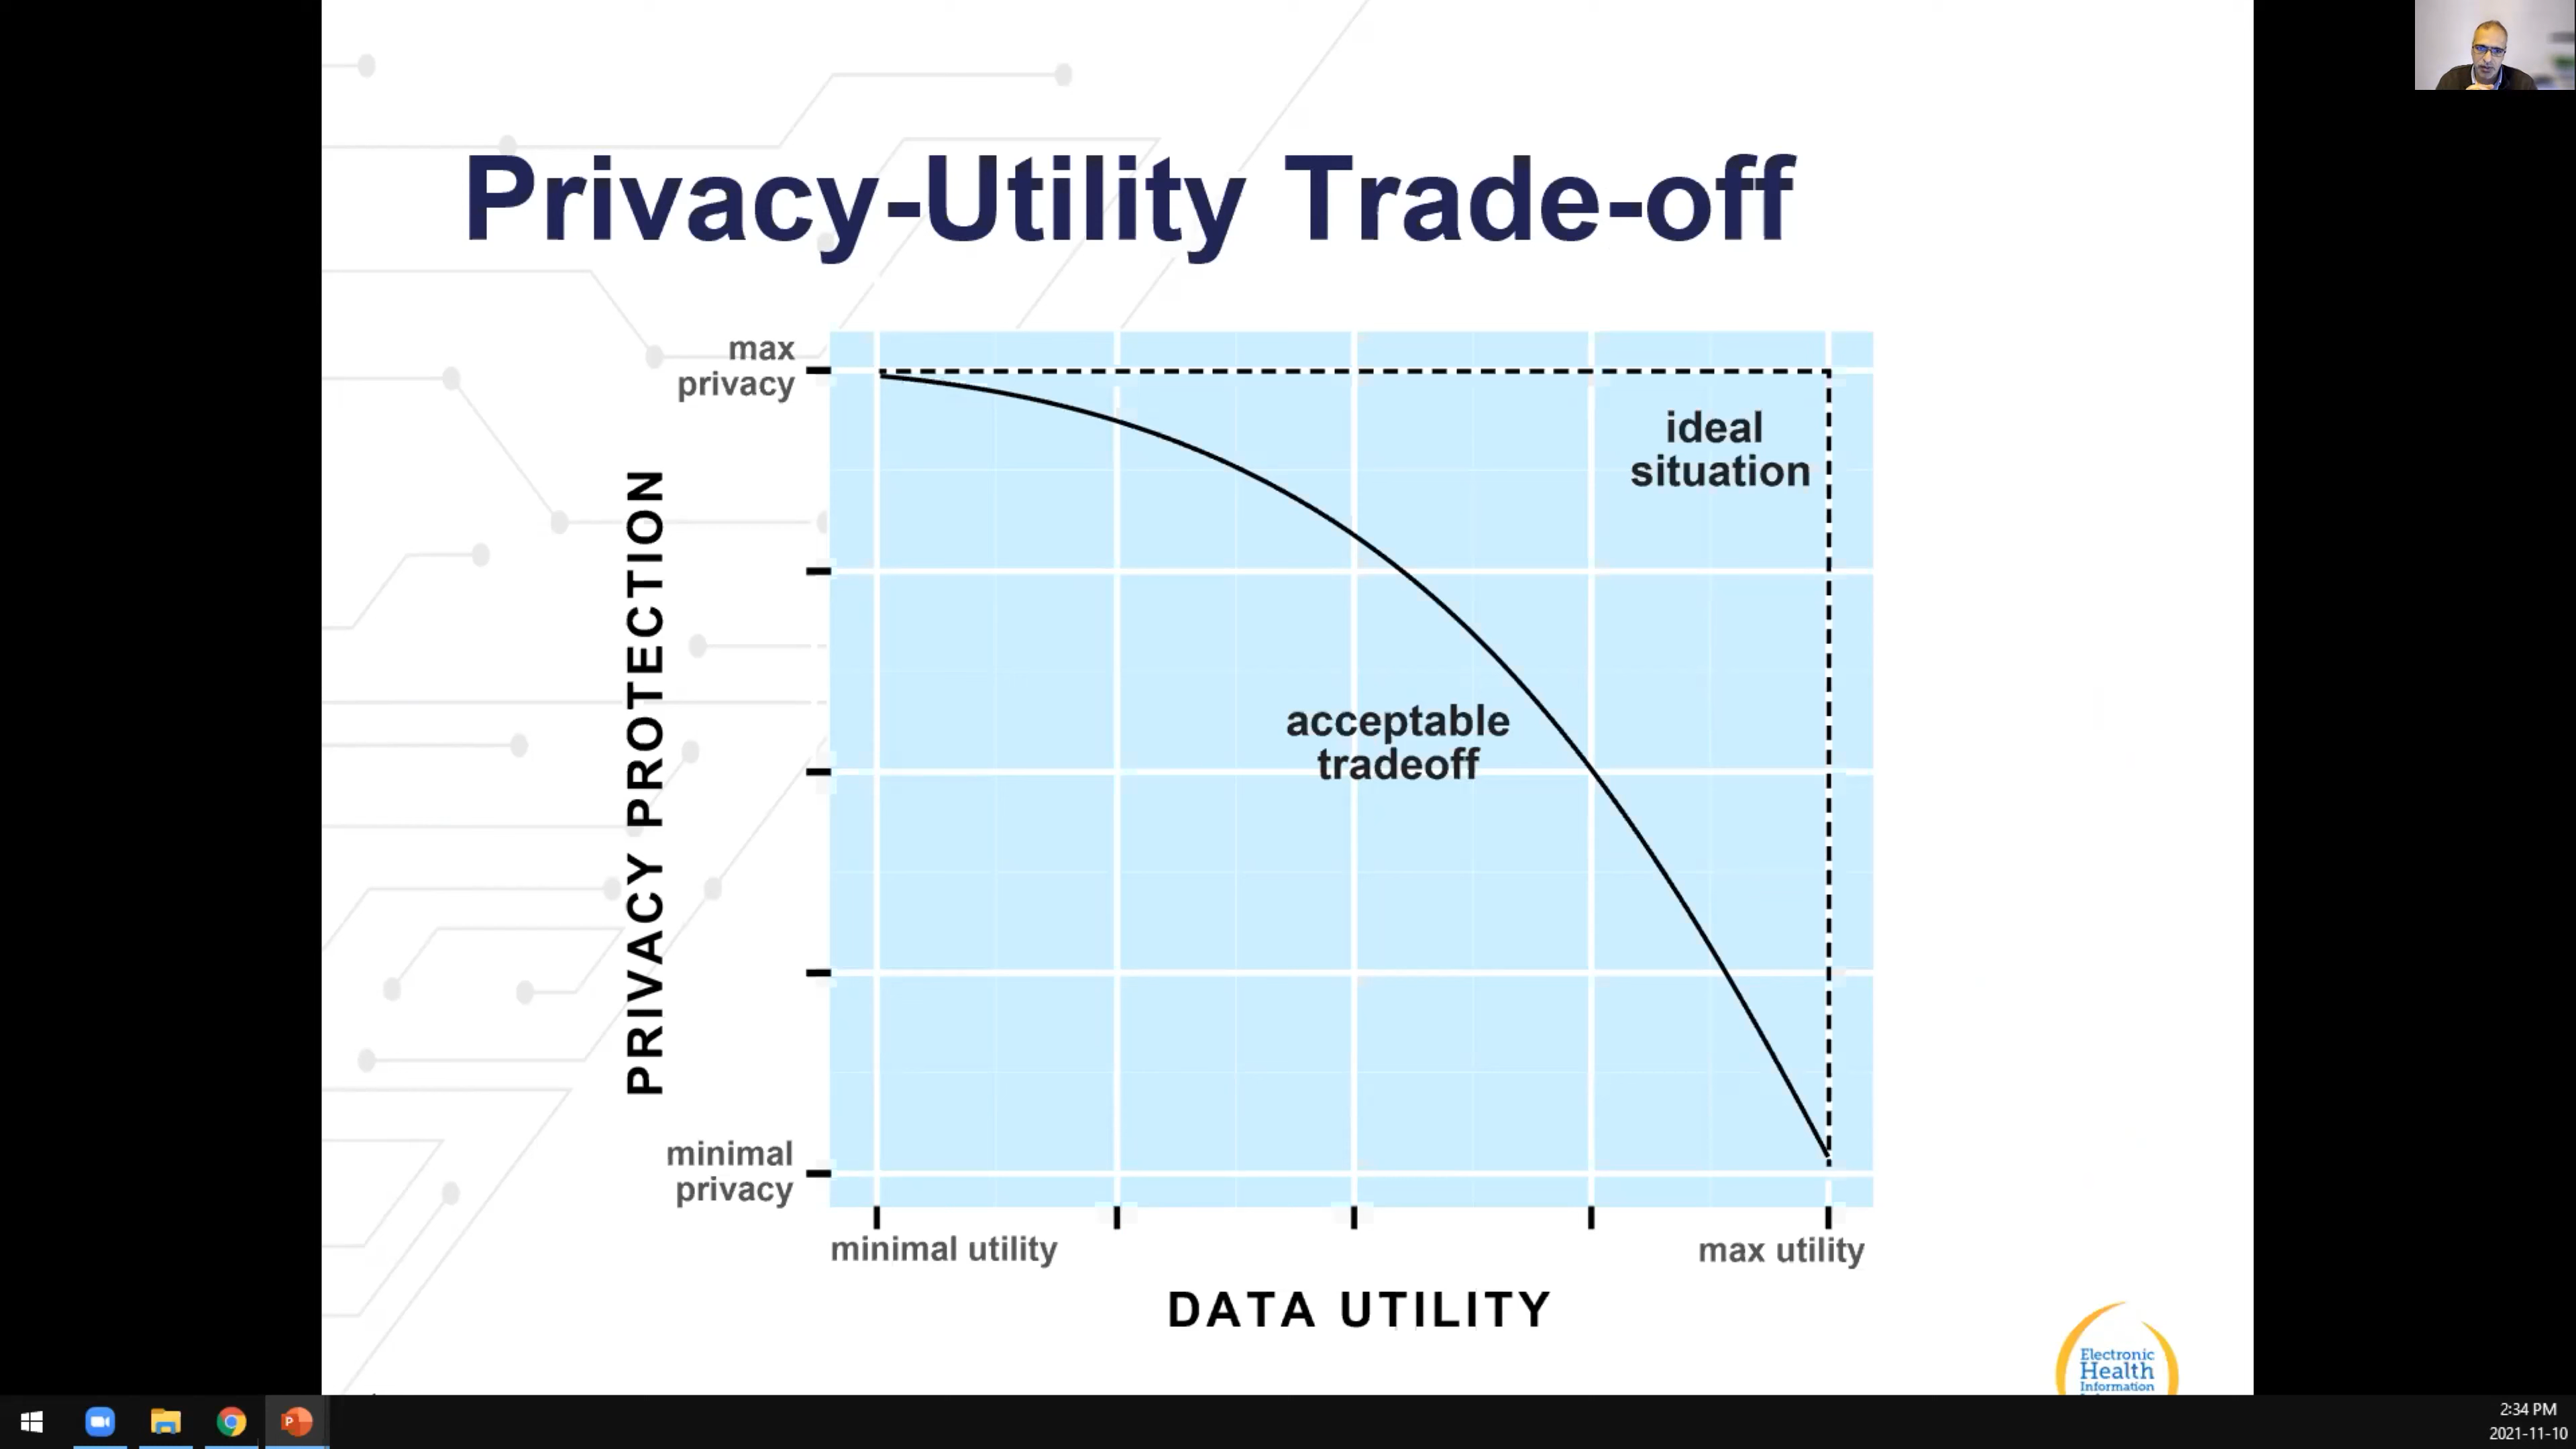 Privacy-Utility Trade-off
max
privacy
ideal
situation
PRIVACY PROTECTION
acceptable
tradeoff
minimal
privacy
minimal utility
max utility
DATA UTILITY
Electronic
Health
Information
P
2:34 PM
2021-11-10